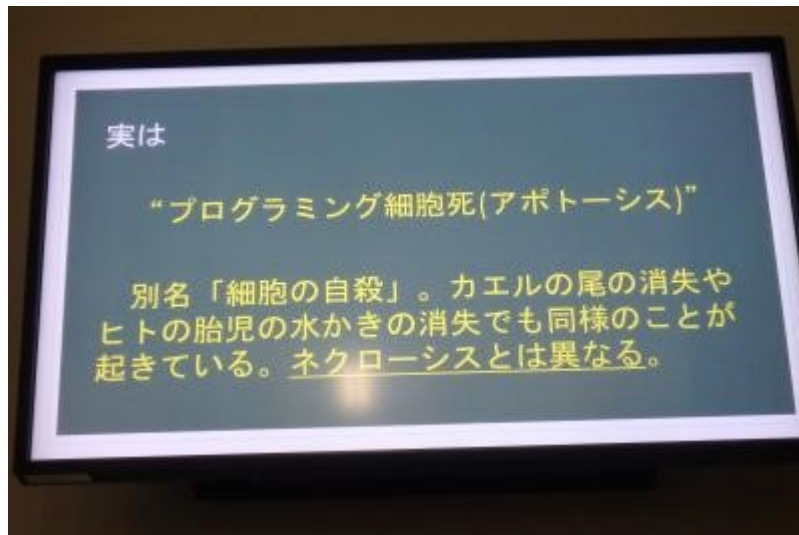 実は
“プログラミング細胞死(アポトーシス)”
別名「細胞の自殺」。カエルの尾の消失や
ヒトの胎児の水かきの消失でも同様のことが
起きている。ネクローシスとは異なる。